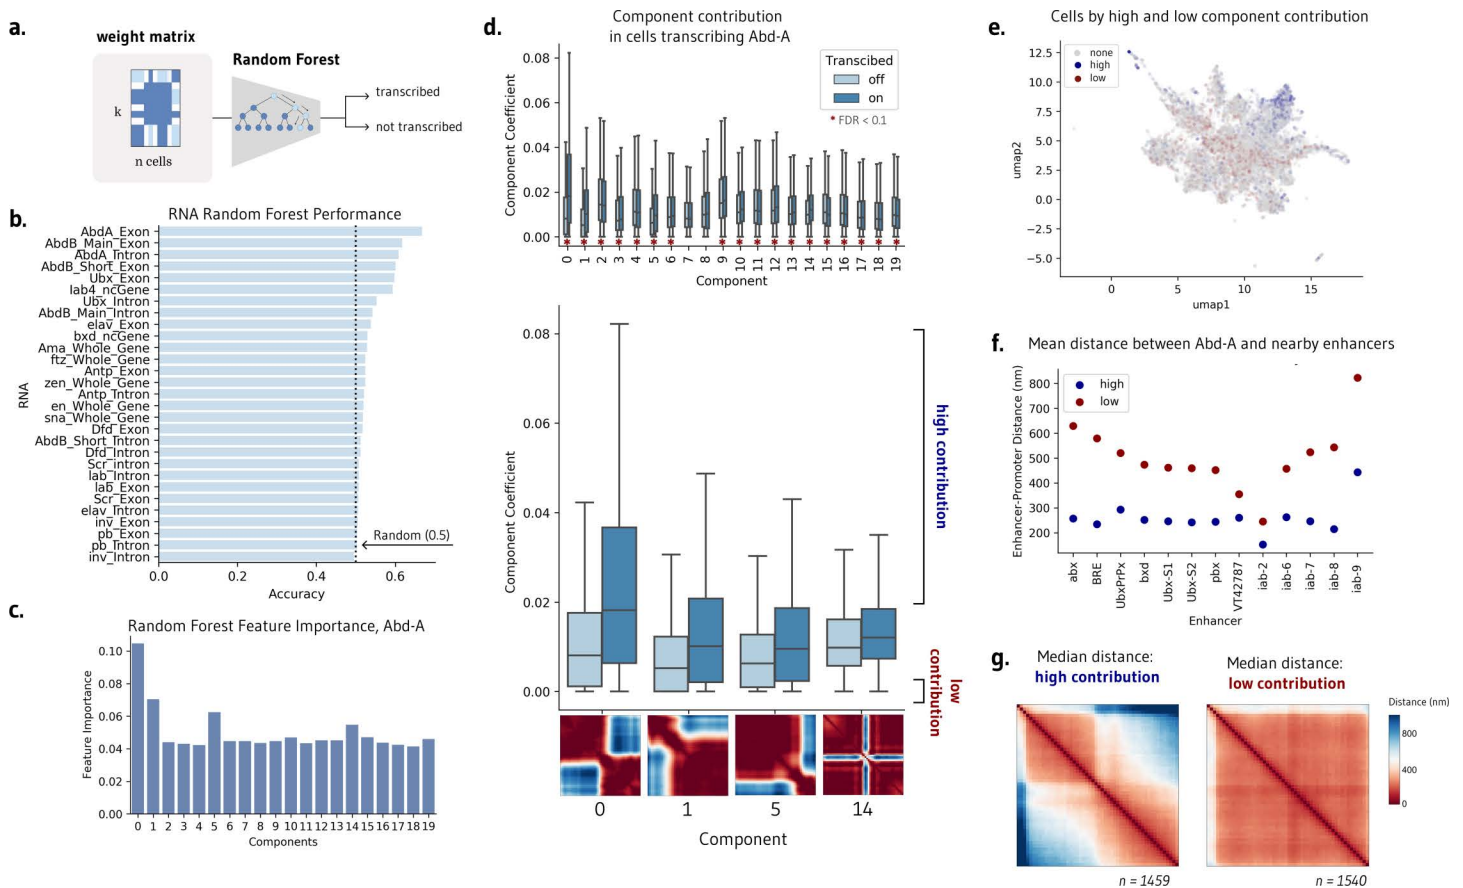 a.
weight matrix
k
n cells
Random Forest
transcribed
not transcribed
b.
RNA Random Forest Performance
RNA
AbdA_Exon
AbdB_Main_Exon
AbdA_Intron
AbdB_Short_Exon
Ubx_Exon
Iab4_ncGene
Ubx_Intron
AbdB_Main_Intron
elav_Exon
bxd_ncGene
Ama_Whole_Gene
ftz_Whole_Gene
Antp_Exon
zen_Whole_Gene
Antp_Intron
en_Whole_Gene
sna_Whole_Gene
Dfd_Exon
AbdB_Short_Intron
Dfd_Intron
Scr_intron
lab_Intron
lab_Exon
Scr_Exon
elav_Intron
inv_Exon
pb_Exon
pb_Intron
inv_Intron
Random (0.5)
0.0 0.2 0.4 0.6
Accuracy
c.
Random Forest Feature Importance, Abd-A
Feature Importance
0.10
0.08
0.06
0.04
0.02
0.00
0 1 2 3 4 5 6 7 8 9 10 11 12 13 14 15 16 17 18 19
Components
d.
Component contribution
in cells transcribing Abd-A
Component Coefficient
0.08
0.06
0.04
0.02
0.00
Transcibed
off
on
* FDR < 0.1
* * * * * * * * * * * * * * * * * *
0 1 2 3 4 5 6 7 8 9 10 11 12 13 14 15 16 17 18 19
Component
Component Coefficient
0.08
0.06
0.04
0.02
0.00
high contribution
low
contribution
0 1 5 14
Component
e.
Cells by high and low component contribution
none
high
low
umap2
12.5
10.0
7.5
5.0
2.5
0.0
−2.5
−5.0
0 5 10 15
umap1
f.
Mean distance between Abd-A and nearby enhancers
Enhancer-Promoter Distance (nm)
800
700
600
500
400
300
200
high
low
abx
BRE
UbxPrPx
bxd
Ubx-S1
Ubx-S2
pbx
VT42787
iab-2
iab-6
iab-7
iab-8
iab-9
Enhancer
g.
Median distance:
high contribution
n = 1459
Median distance:
low contribution
n = 1540
Distance (nm)
800
400
0